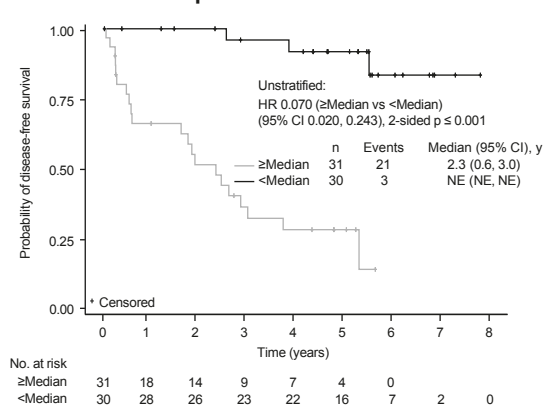 1.00
0.75
0.50
0.25
0.00
Probability of disease-free survival
Unstratified:
HR 0.070 (≥Median vs <Median)
(95% CI 0.020, 0.243), 2-sided p ≤ 0.001
n Events Median (95% CI), y
≥Median 31 21 2.3 (0.6, 3.0)
<Median 30 3 NE (NE, NE)
+ Censored
0 1 2 3 4 5 6 7 8
Time (years)
No. at risk
≥Median 31 18 14 9 7 4 0
<Median 30 28 26 23 22 16 7 2 0